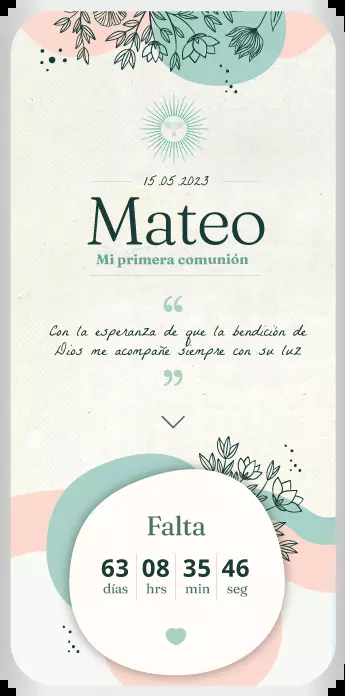 15.05.2023
Mateo
Mi primera comunión
“
Con la esperanza de que la bendición de
Dios me acompañe siempre con su luz
”
Falta
63 08 35 46
días hrs min seg